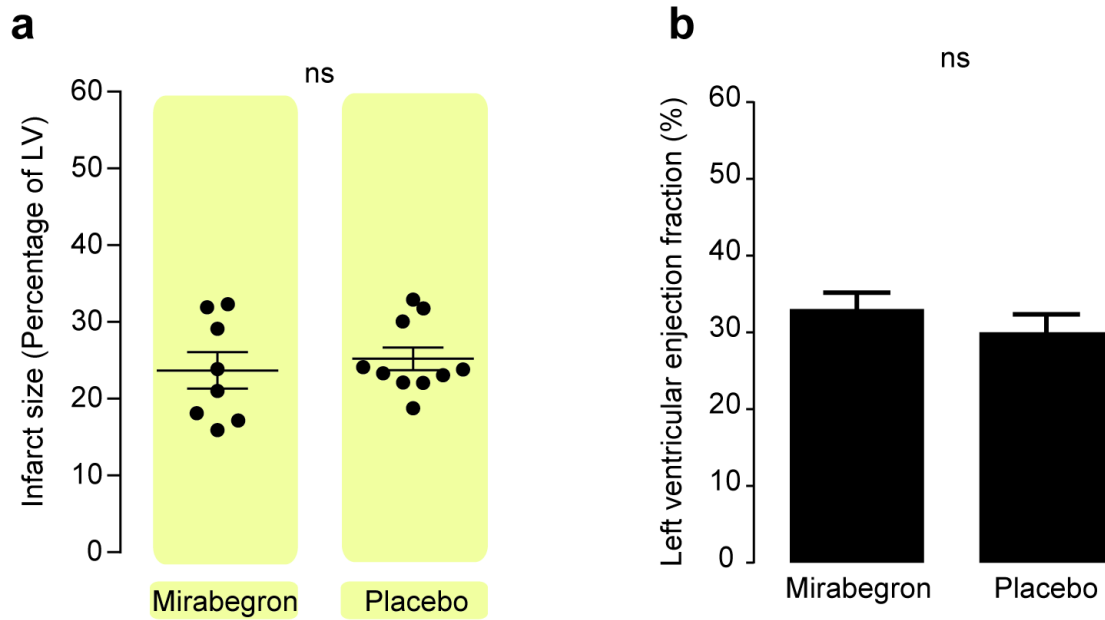 a
ns
Infarct size (Percentage of LV)
60
50
40
30
20
10
0
Mirabegron
Placebo
b
ns
Left ventricular enjection fraction (%)
60
50
40
30
20
10
0
Mirabegron
Placebo